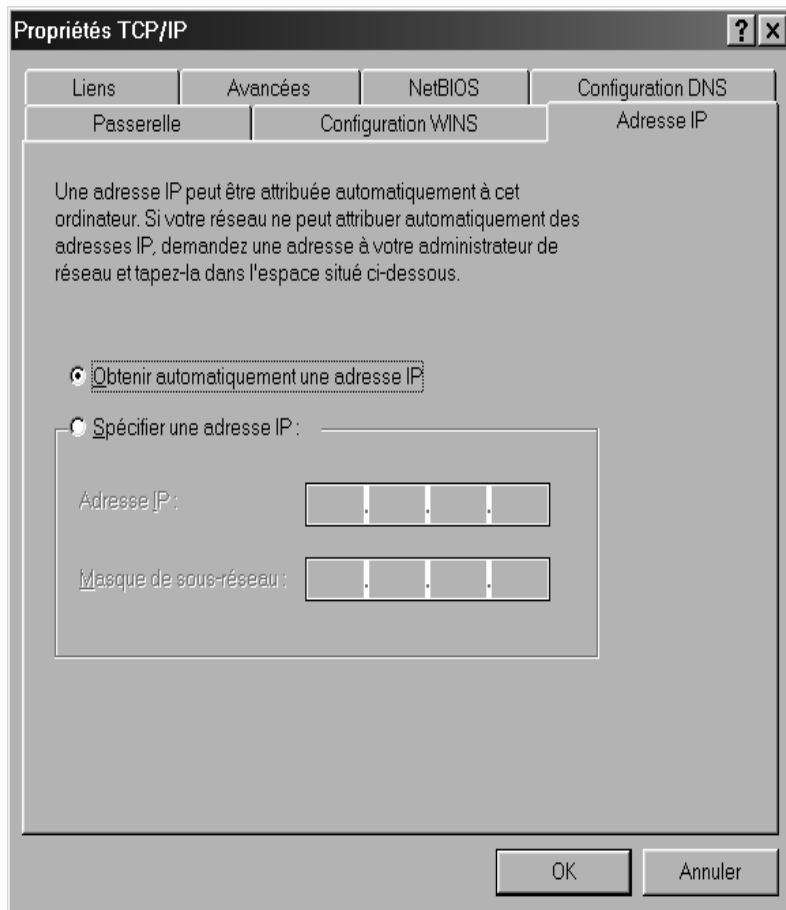 Propriétés TCP/IP
Liens Avancées NetBIOS Configuration DNS
Passerelle Configuration WINS Adresse IP
Une adresse IP peut être attribuée automatiquement à cet
ordinateur. Si votre réseau ne peut attribuer automatiquement des
adresses IP, demandez une adresse à votre administrateur de
réseau et tapez-la dans l'espace situé ci-dessous.
Obtenir automatiquement une adresse IP
Spécifier une adresse IP :
Adresse IP : . . .
Masque de sous-réseau : . . .
OK Annuler